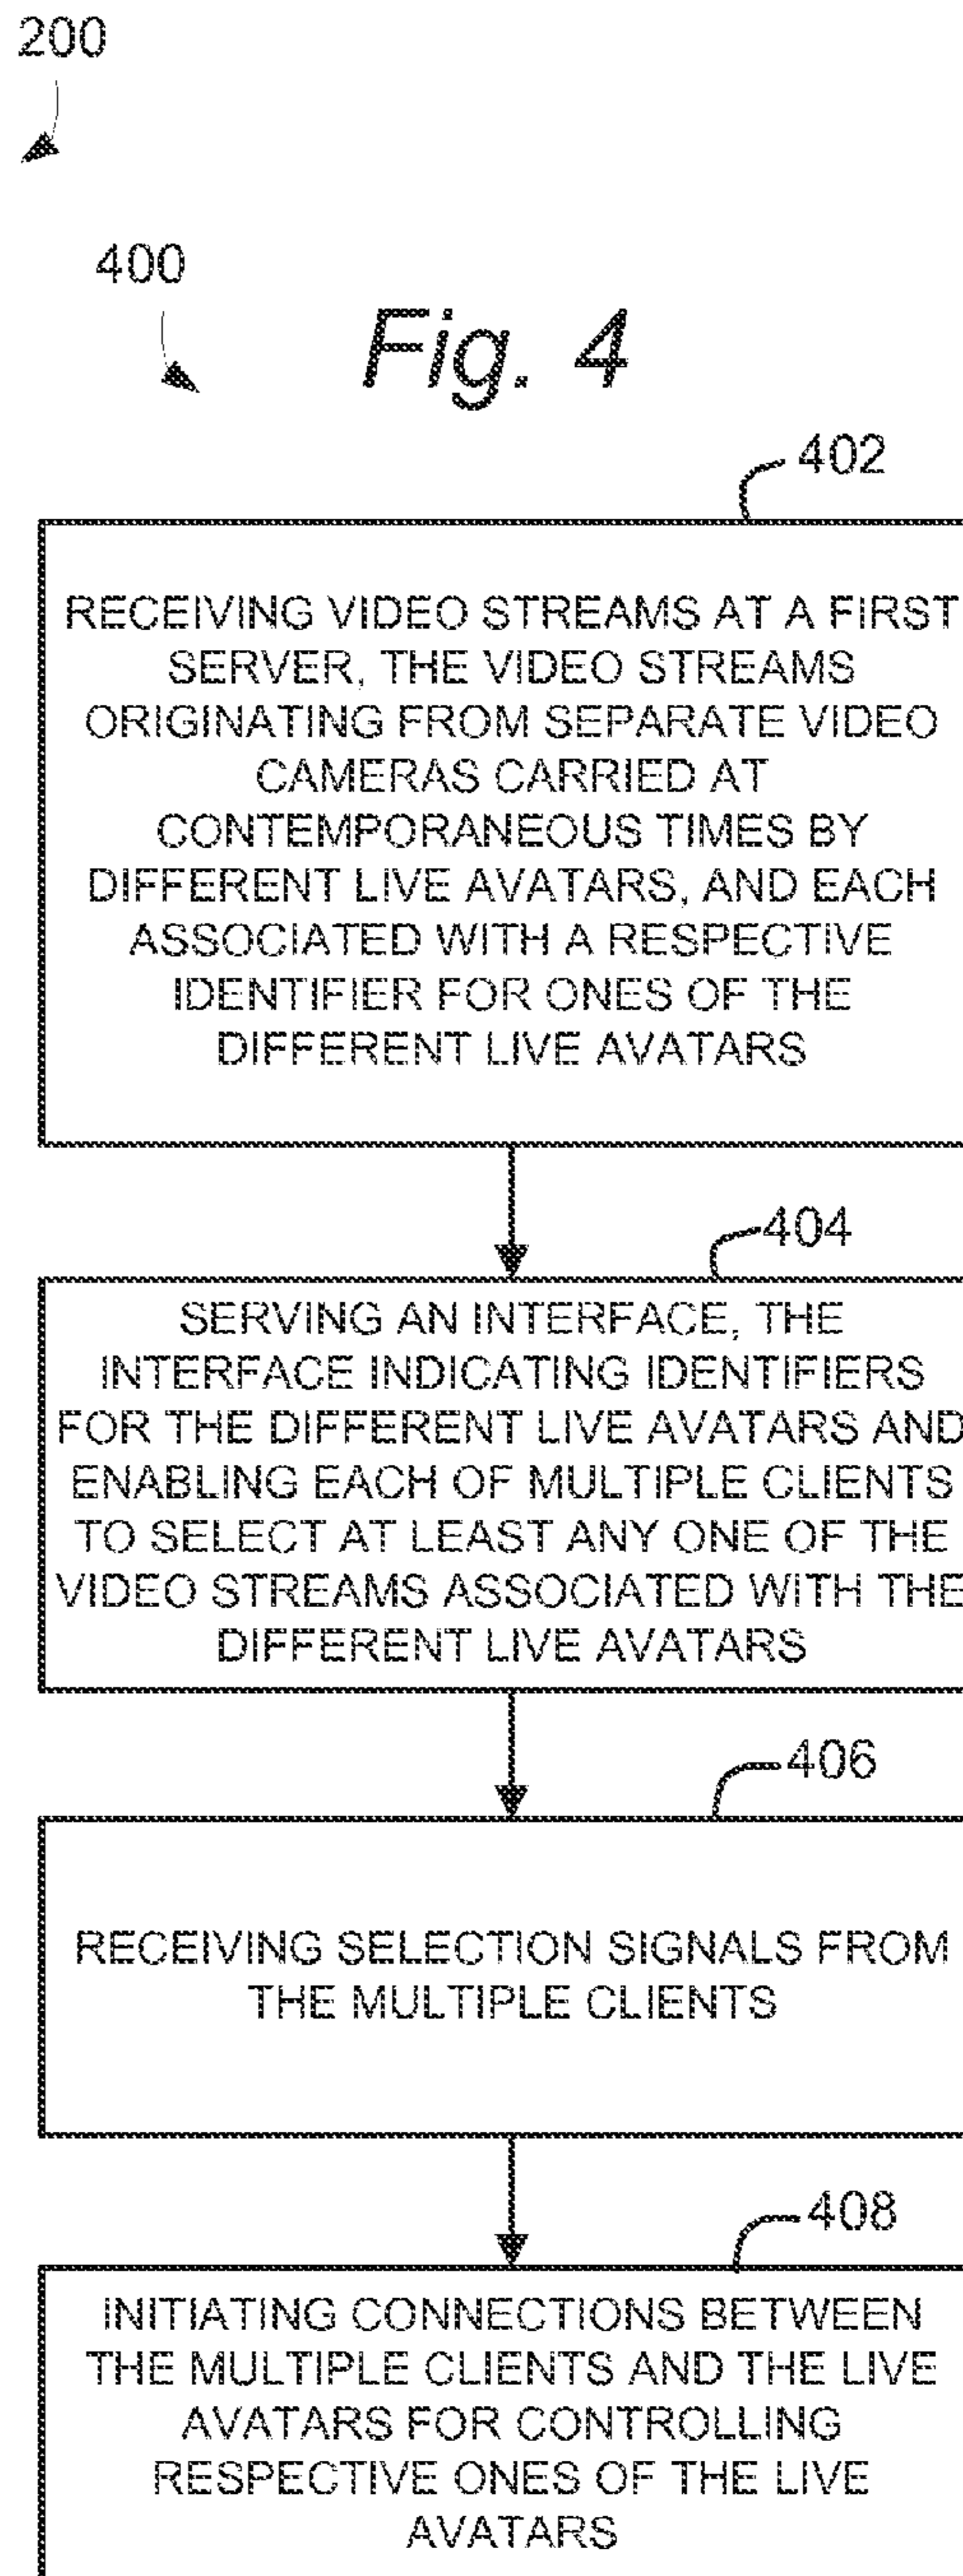 200
400
Fig. 4
402
RECEIVING VIDEO STREAMS AT A FIRST
SERVER, THE VIDEO STREAMS
ORIGINATING FROM SEPARATE VIDEO
CAMERAS CARRIED AT
CONTEMPORANEOUS TIMES BY
DIFFERENT LIVE AVATARS, AND EACH
ASSOCIATED WITH A RESPECTIVE
IDENTIFIER FOR ONES OF THE
DIFFERENT LIVE AVATARS
404
SERVING AN INTERFACE, THE
INTERFACE INDICATING IDENTIFIERS
FOR THE DIFFERENT LIVE AVATARS AND
ENABLING EACH OF MULTIPLE CLIENTS
TO SELECT AT LEAST ANY ONE OF THE
VIDEO STREAMS ASSOCIATED WITH THE
DIFFERENT LIVE AVATARS
406
RECEIVING SELECTION SIGNALS FROM
THE MULTIPLE CLIENTS
408
INITIATING CONNECTIONS BETWEEN
THE MULTIPLE CLIENTS AND THE LIVE
AVATARS FOR CONTROLLING
RESPECTIVE ONES OF THE LIVE
AVATARS